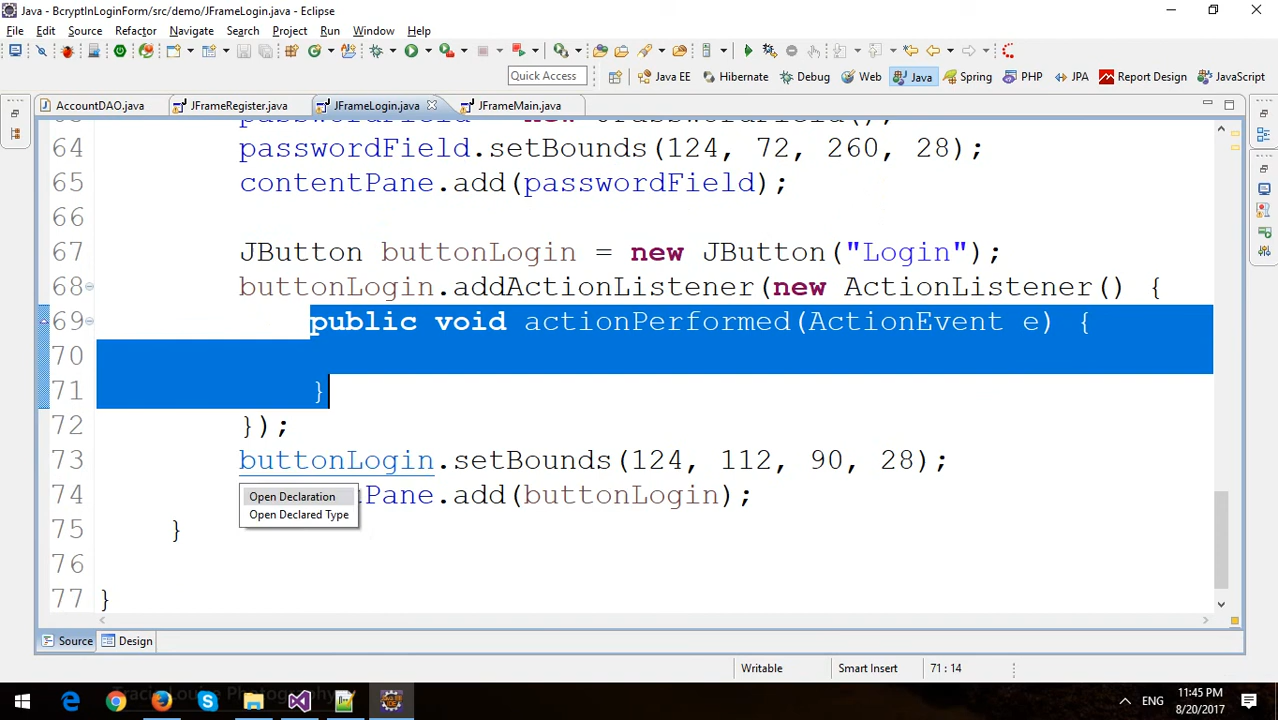 Java - BcryptInLoginForm/src/demo/JFrameLogin.java - Eclipse
File Edit Source Refactor Navigate Search Project Run Window Help
Quick Access Java EE Hibernate Debug Web Java Spring PHP JPA Report Design JavaScript
AccountDAO.java JFrameRegister.java JFrameLogin.java JFrameMain.java
64 passwordField.setBounds(124, 72, 260, 28);
65 contentPane.add(passwordField);
66
67 JButton buttonLogin = new JButton("Login");
68 buttonLogin.addActionListener(new ActionListener() {
69 public void actionPerformed(ActionEvent e) {
70
71 }
72 });
73 buttonLogin.setBounds(124, 112, 90, 28);
74 Pane.add(buttonLogin);
Open Declaration
Open Declared Type
75 }
76
77 }
Source Design
Writable Smart Insert 71 : 14
ENG 11:45 PM
8/20/2017